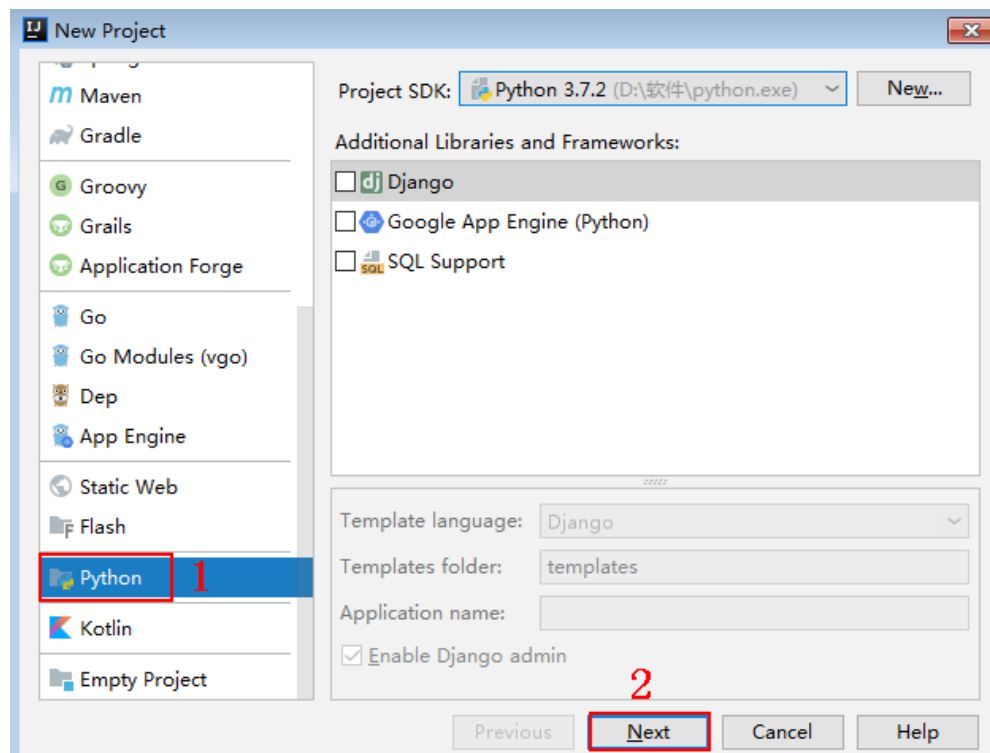 New Project
Maven
Gradle
Groovy
Grails
Application Forge
Go
Go Modules (vgo)
Dep
App Engine
Static Web
Flash
Python
1
Kotlin
Empty Project
Project SDK: Python 3.7.2 (D:\软件\python.exe) New...
Additional Libraries and Frameworks:
Django
Google App Engine (Python)
SQL Support
Template language: Django
Templates folder: templates
Application name:
Enable Django admin
2
Previous Next Cancel Help